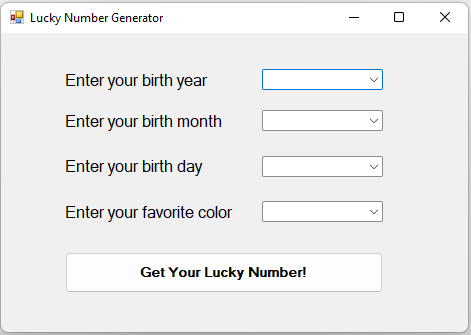 Lucky Number Generator
Enter your birth year
Enter your birth month
Enter your birth day
Enter your favorite color
Get Your Lucky Number!